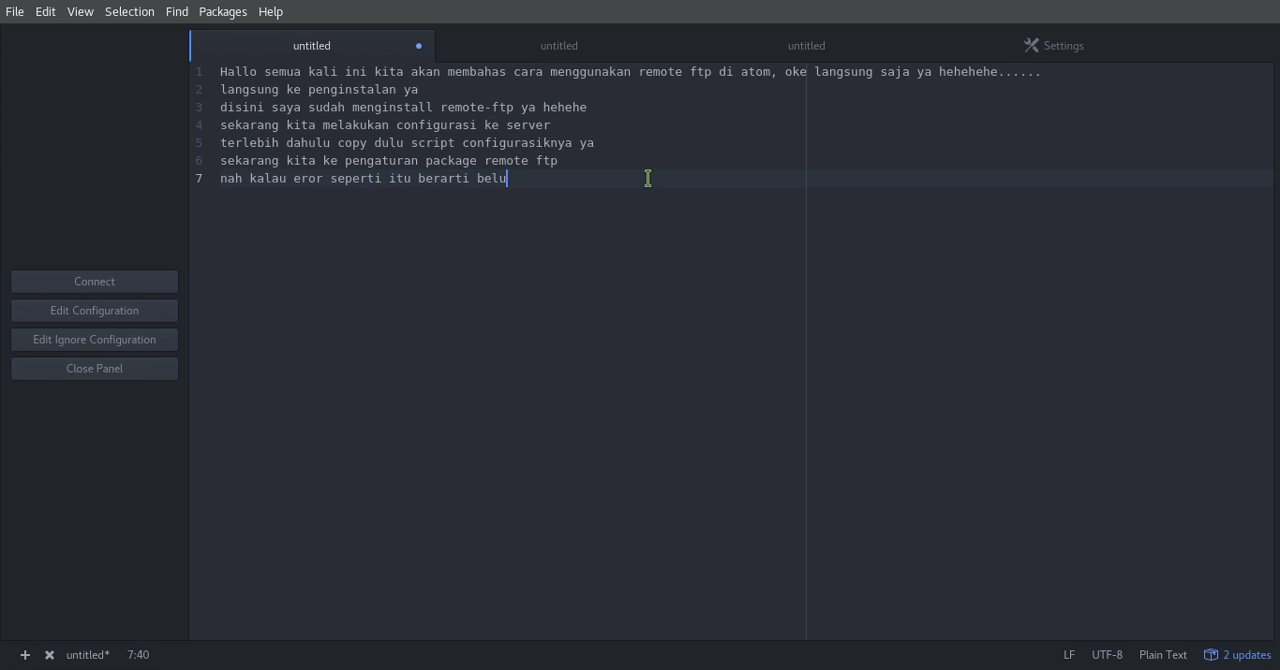 File Edit View Selection Find Packages Help
untitled untitled untitled Settings
1 Hallo semua kali ini kita akan membahas cara menggunakan remote ftp di atom, oke langsung saja ya hehehehe......
2 langsung ke penginstalan ya
3 disini saya sudah menginstall remote-ftp ya hehehe
4 sekarang kita melakukan configurasi ke server
5 terlebih dahulu copy dulu script configurasiknya ya
6 sekarang kita ke pengaturan package remote ftp
7 nah kalau eror seperti itu berarti belu
Connect
Edit Configuration
Edit Ignore Configuration
Close Panel
untitled* 7:40 LF UTF-8 Plain Text 2 updates